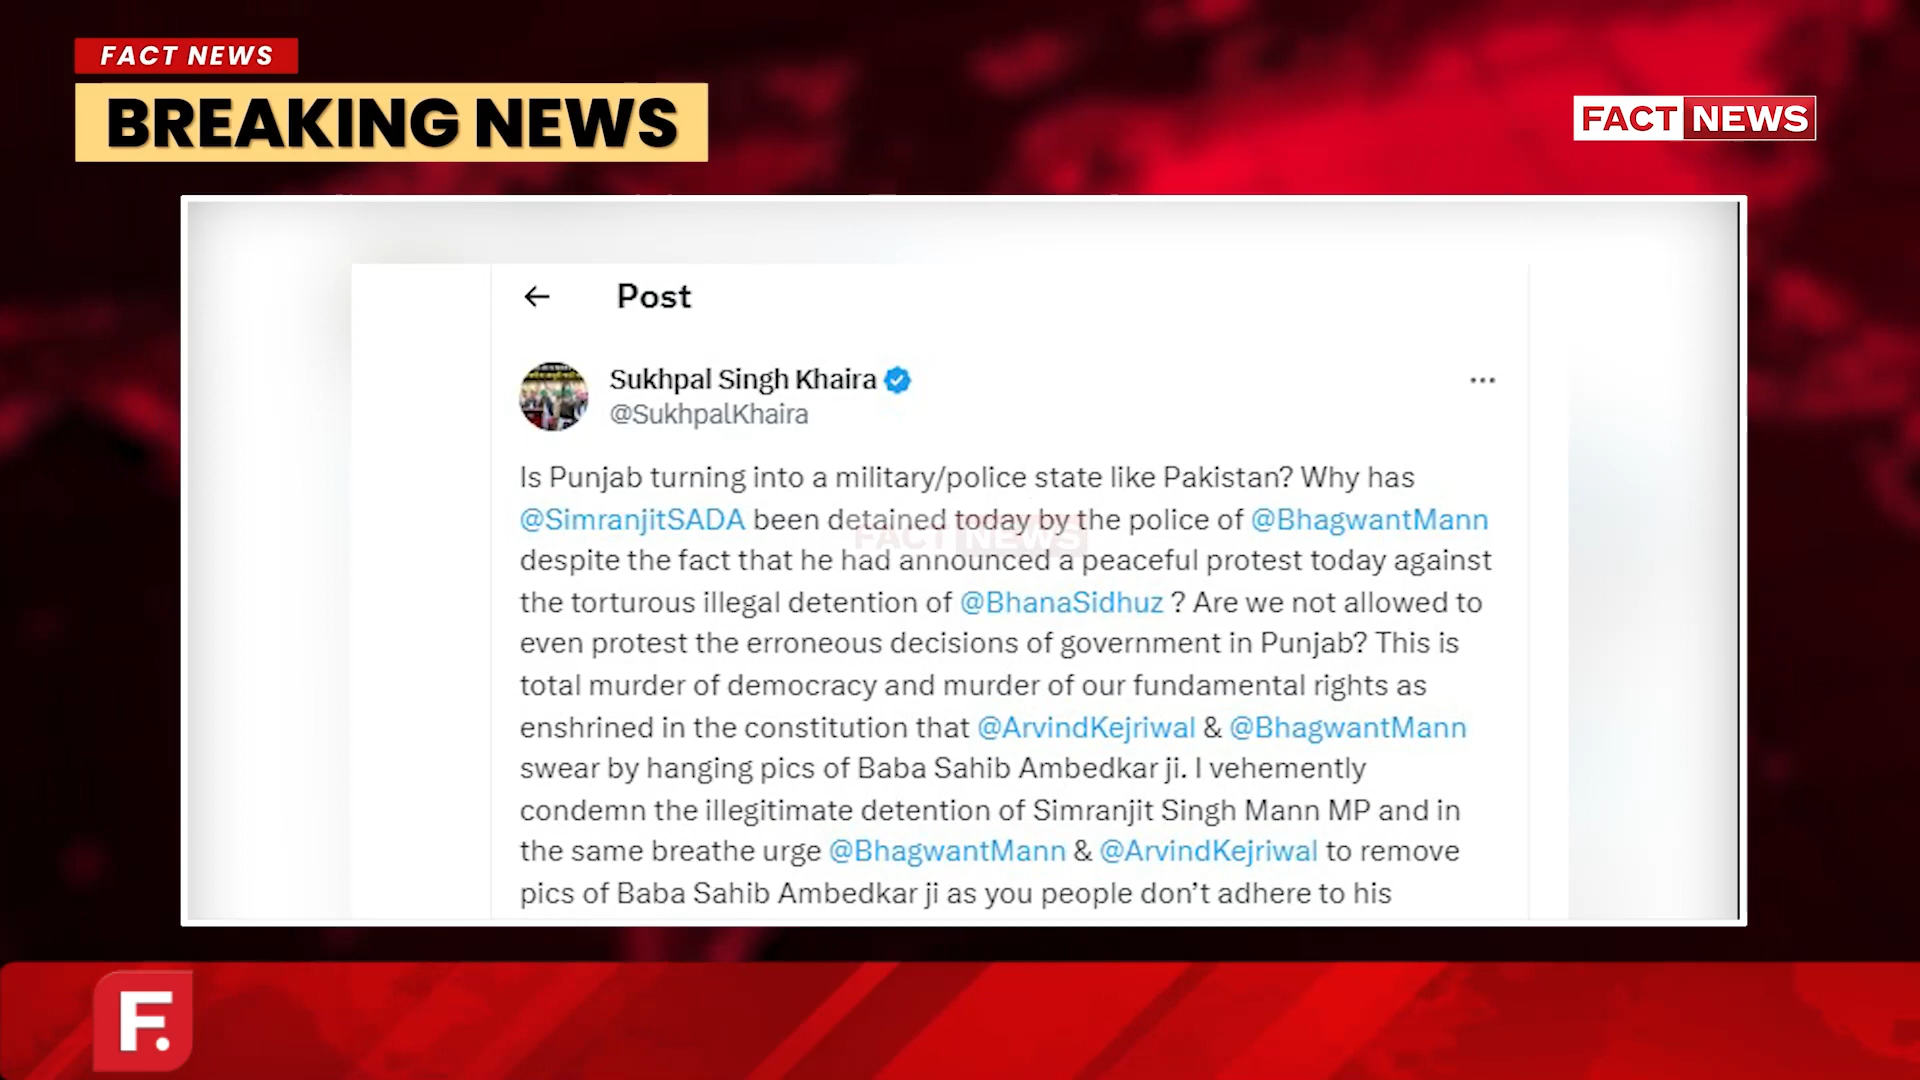 FACT NEWS
BREAKING NEWS
FACT NEWS
Post
Sukhpal Singh Khaira
@SukhpalKhaira
Is Punjab turning into a military/police state like Pakistan? Why has
@SimranjitSADA been detained today by the police of @BhagwantMann
FACT NEWS
despite the fact that he had announced a peaceful protest today against
the torturous illegal detention of @BhanaSidhuz ? Are we not allowed to
even protest the erroneous decisions of government in Punjab? This is
total murder of democracy and murder of our fundamental rights as
enshrined in the constitution that @ArvindKejriwal & @BhagwantMann
swear by hanging pics of Baba Sahib Ambedkar ji. I vehemently
condemn the illegitimate detention of Simranjit Singh Mann MP and in
the same breathe urge @BhagwantMann & @ArvindKejriwal to remove
pics of Baba Sahib Ambedkar ji as you people don’t adhere to his
F.